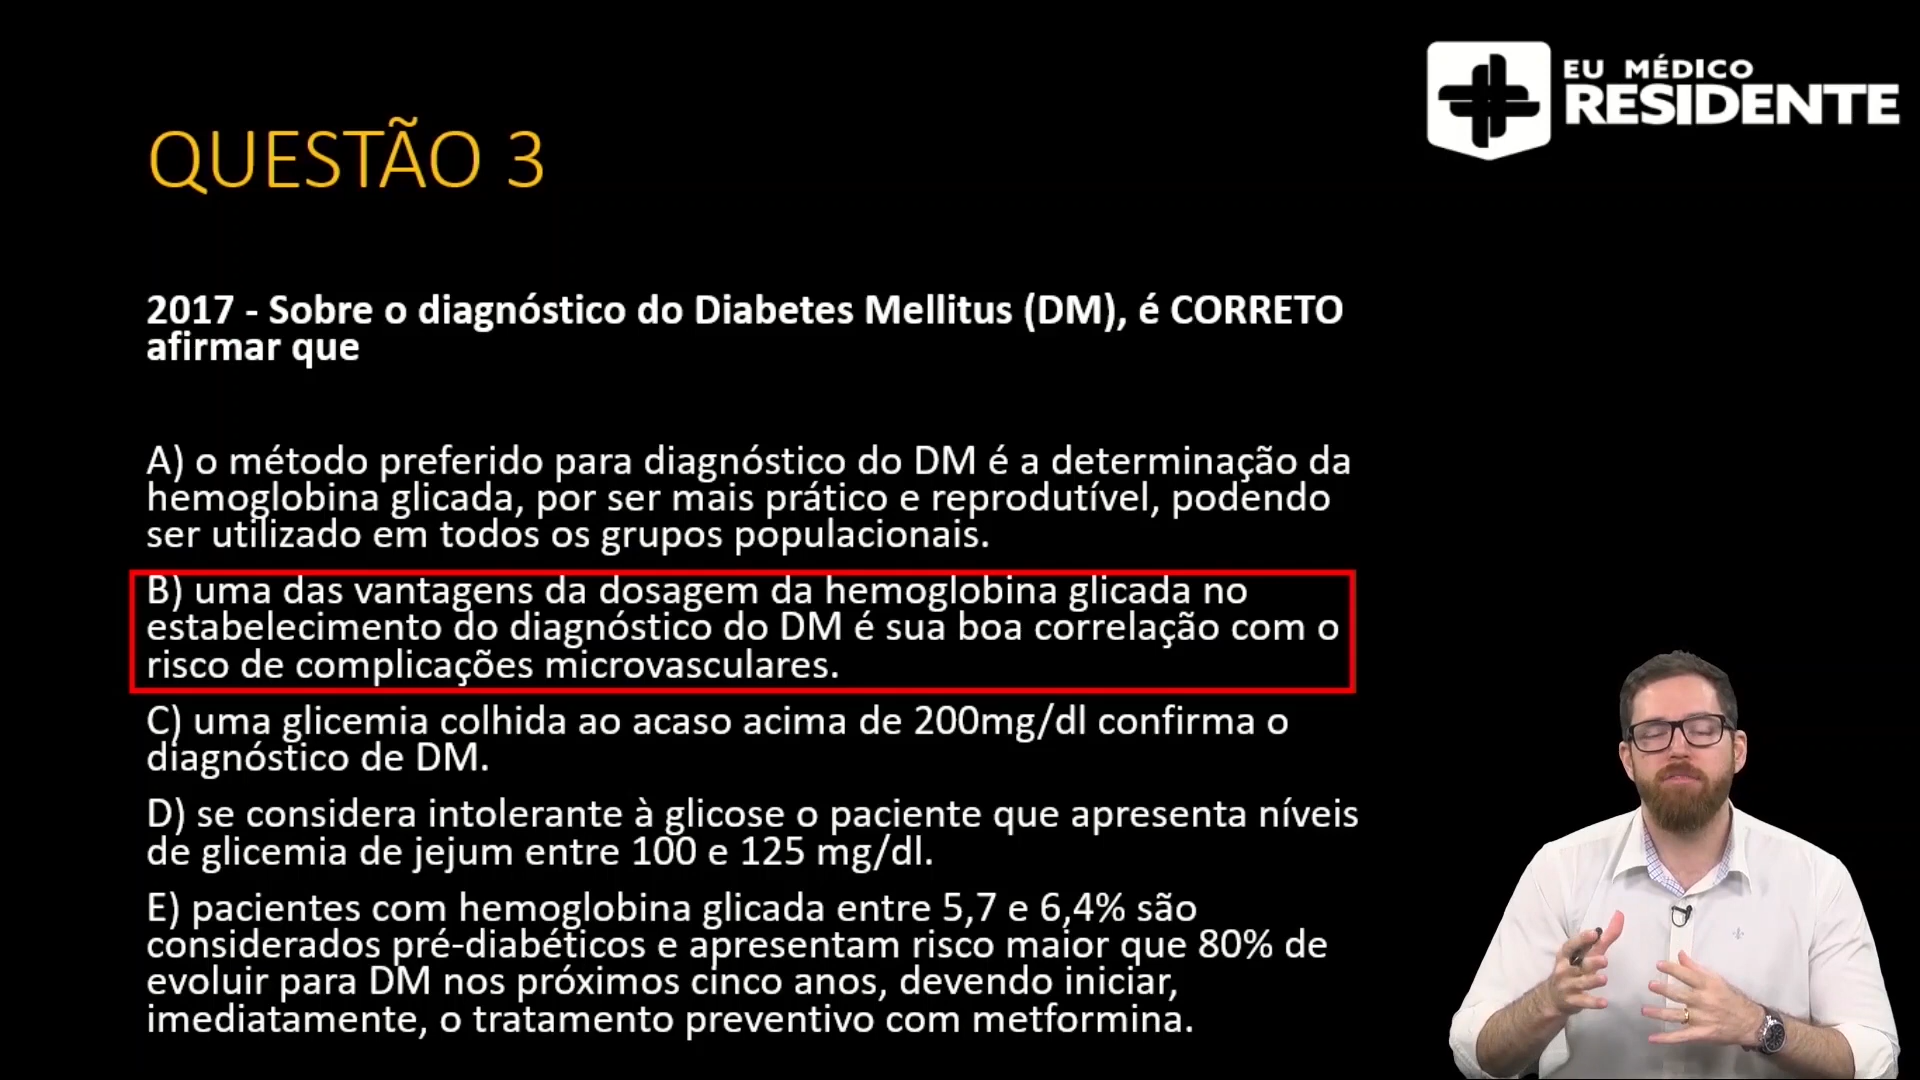 EU MÉDICO
RESIDENTE
QUESTÃO 3
2017 - Sobre o diagnóstico do Diabetes Mellitus (DM), é CORRETO
afirmar que
A) o método preferido para diagnóstico do DM é a determinação da
hemoglobina glicada, por ser mais prático e reprodutível, podendo
ser utilizado em todos os grupos populacionais.
B) uma das vantagens da dosagem da hemoglobina glicada no
estabelecimento do diagnóstico do DM é sua boa correlação com o
risco de complicações microvasculares.
C) uma glicemia colhida ao acaso acima de 200mg/dl confirma o
diagnóstico de DM.
D) se considera intolerante à glicose o paciente que apresenta níveis
de glicemia de jejum entre 100 e 125 mg/dl.
E) pacientes com hemoglobina glicada entre 5,7 e 6,4% são
considerados pré-diabéticos e apresentam risco maior que 80% de
evoluir para DM nos próximos cinco anos, devendo iniciar,
imediatamente, o tratamento preventivo com metformina.